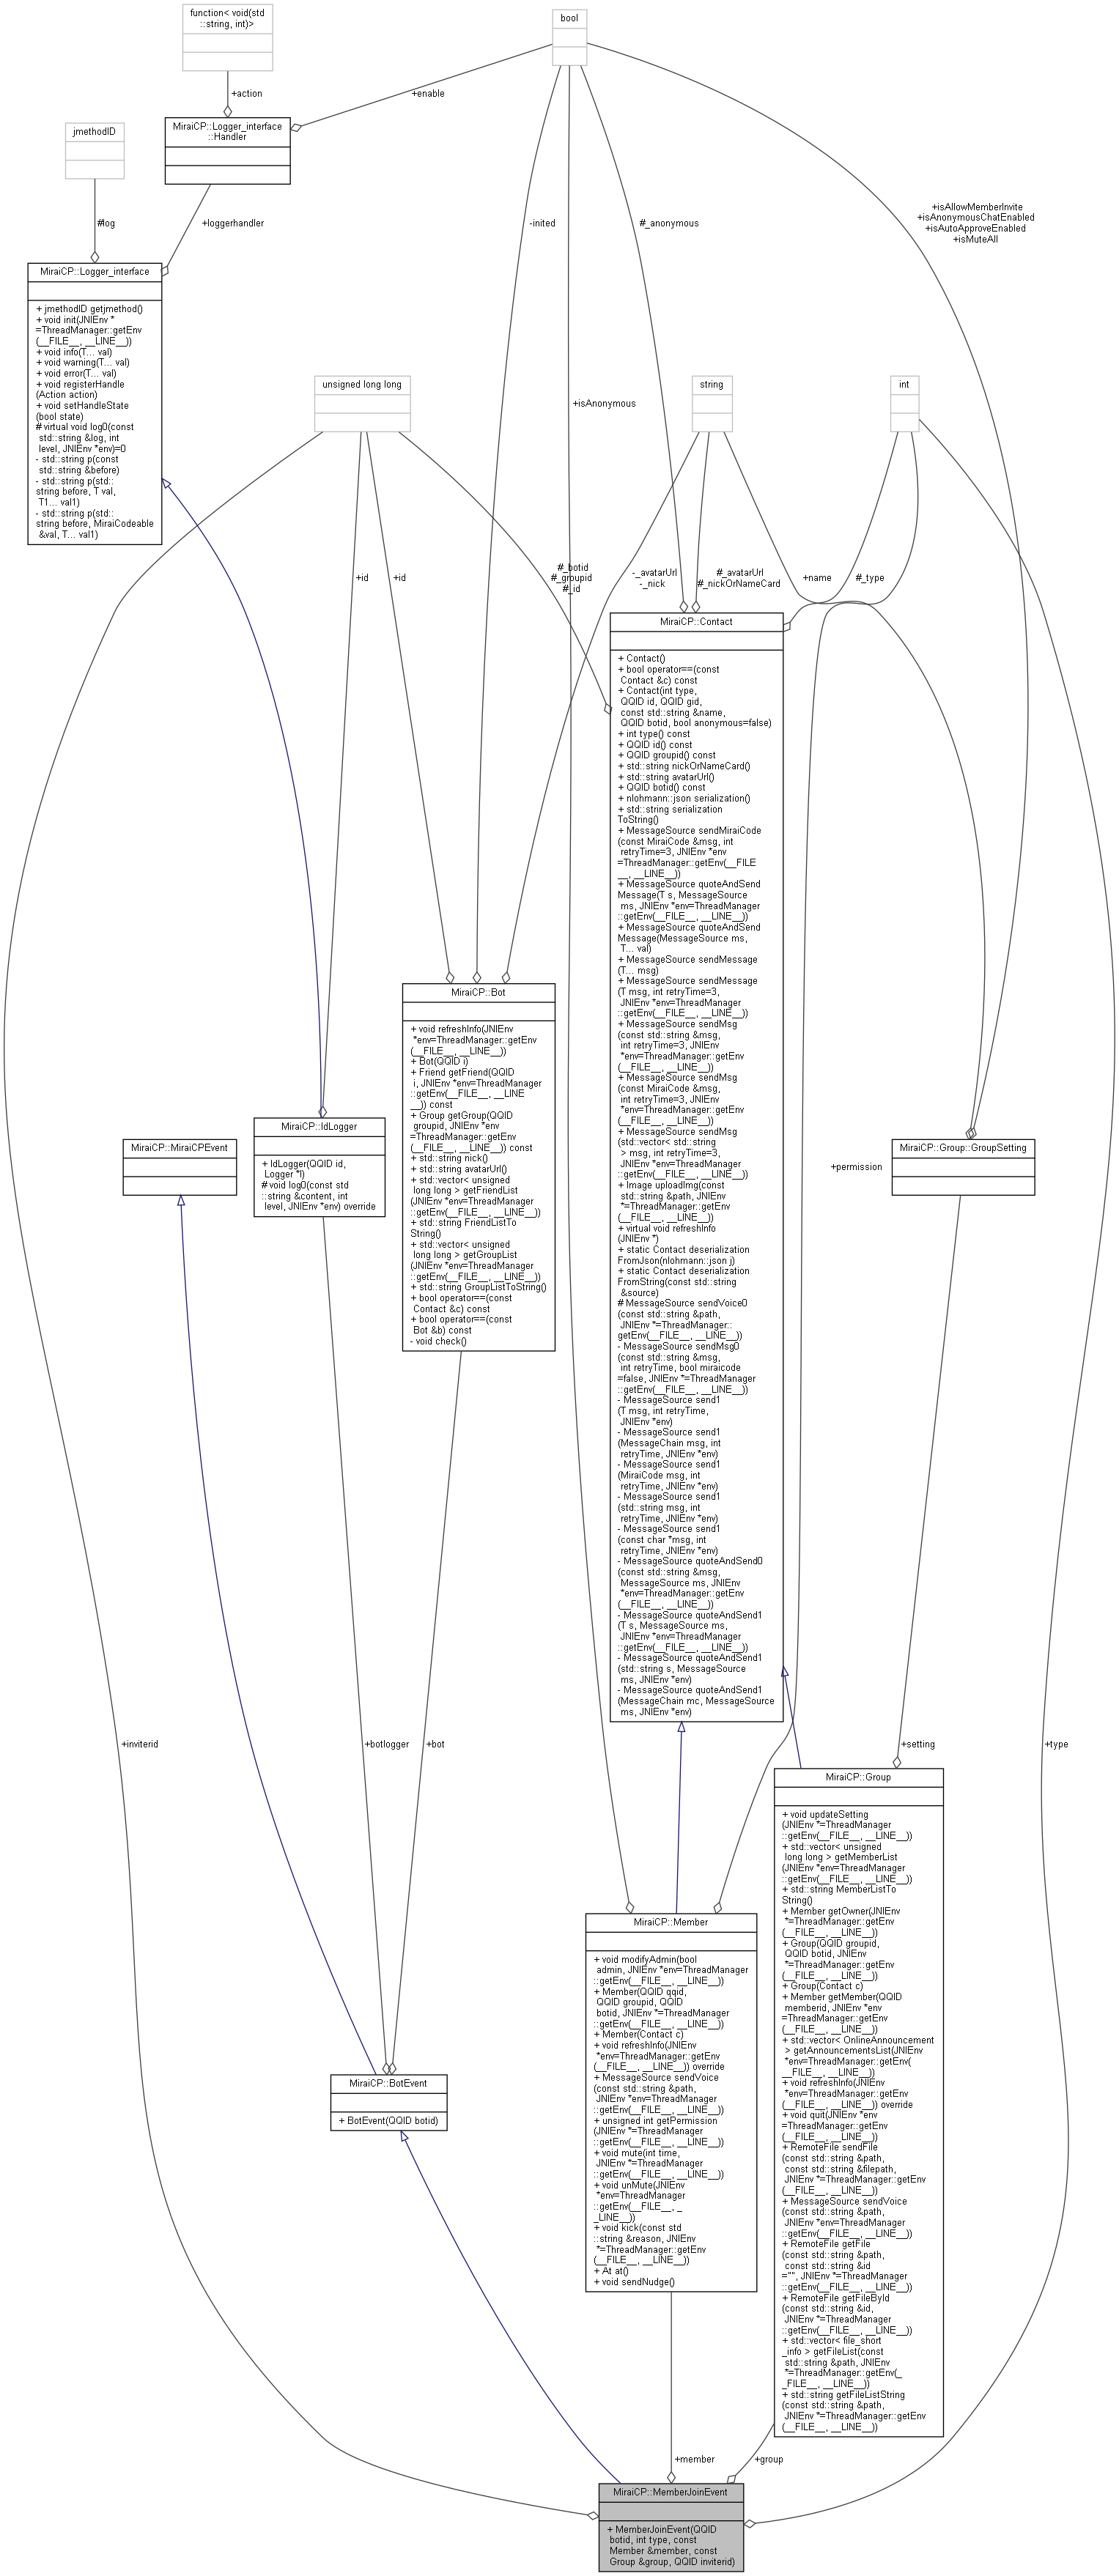 function< void(std
::string, int)>
bool
+action
+enable
jmethodID
MiraiCP::Logger_interface
::Handler
#log
+loggerhandler
-inited
#_anonymous
+isAllowMemberInvite
+isAnonymousChatEnabled
+isAutoApproveEnabled
+isMuteAll
MiraiCP::Logger_interface
+ jmethodID getjmethod()
+ void init(JNIEnv *
=ThreadManager::getEnv
(__FILE__, __LINE__))
+ void info(T... val)
+ void warning(T... val)
+ void error(T... val)
+ void registerHandle
(Action action)
+ void setHandleState
(bool state)
# virtual void log0(const
std::string &log, int
level, JNIEnv *env)=0
- std::string p(const
std::string &before)
- std::string p(std::
string before, T val,
T1... val1)
- std::string p(std::
string before, MiraiCodeable
&val, T... val1)
unsigned long long
+isAnonymous
string
int
+id
+id
#_botid
#_groupid
#_id
-_avatarUrl
-_nick
#_avatarUrl
#_nickOrNameCard
+name
#_type
MiraiCP::Contact
+ Contact()
+ bool operator==(const
Contact &c) const
+ Contact(int type,
QQID id, QQID gid,
const std::string &name,
QQID botid, bool anonymous=false)
+ int type() const
+ QQID id() const
+ QQID groupid() const
+ std::string nickOrNameCard()
+ std::string avatarUrl()
+ QQID botid() const
+ nlohmann::json serialization()
+ std::string serialization
ToString()
+ MessageSource sendMiraiCode
(const MiraiCode &msg, int
retryTime=3, JNIEnv *env
=ThreadManager::getEnv(__FILE
__, __LINE__))
+ MessageSource quoteAndSend
Message(T s, MessageSource
ms, JNIEnv *env=ThreadManager
::getEnv(__FILE__, __LINE__))
+ MessageSource quoteAndSend
Message(MessageSource ms,
T... val)
+ MessageSource sendMessage
(T... msg)
+ MessageSource sendMessage
(T msg, int retryTime=3,
JNIEnv *env=ThreadManager
::getEnv(__FILE__, __LINE__))
+ MessageSource sendMsg
(const std::string &msg,
int retryTime=3, JNIEnv
*env=ThreadManager::getEnv
(__FILE__, __LINE__))
+ MessageSource sendMsg
(const MiraiCode &msg,
int retryTime=3, JNIEnv
*env=ThreadManager::getEnv
(__FILE__, __LINE__))
+ MessageSource sendMsg
(std::vector< std::string
> msg, int retryTime=3,
JNIEnv *env=ThreadManager
::getEnv(__FILE__, __LINE__))
+ Image uploadImg(const
std::string &path, JNIEnv
*=ThreadManager::getEnv
(__FILE__, __LINE__))
+ virtual void refreshInfo
(JNIEnv *)
+ static Contact deserialization
FromJson(nlohmann::json j)
+ static Contact deserialization
FromString(const std::string
&source)
# MessageSource sendVoice0
(const std::string &path,
JNIEnv *=ThreadManager::
getEnv(__FILE__, __LINE__))
- MessageSource sendMsg0
(const std::string &msg,
int retryTime, bool miraicode
=false, JNIEnv *=ThreadManager
::getEnv(__FILE__, __LINE__))
- MessageSource send1
(T msg, int retryTime,
JNIEnv *env)
- MessageSource send1
(MessageChain msg, int
retryTime, JNIEnv *env)
- MessageSource send1
(MiraiCode msg, int
retryTime, JNIEnv *env)
- MessageSource send1
(std::string msg, int
retryTime, JNIEnv *env)
- MessageSource send1
(const char *msg, int
retryTime, JNIEnv *env)
- MessageSource quoteAndSend0
(const std::string &msg,
MessageSource ms, JNIEnv
*env=ThreadManager::getEnv
(__FILE__, __LINE__))
- MessageSource quoteAndSend1
(T s, MessageSource ms,
JNIEnv *env=ThreadManager
::getEnv(__FILE__, __LINE__))
- MessageSource quoteAndSend1
(std::string s, MessageSource
ms, JNIEnv *env)
- MessageSource quoteAndSend1
(MessageChain mc, MessageSource
ms, JNIEnv *env)
MiraiCP::Bot
+ void refreshInfo(JNIEnv
*env=ThreadManager::getEnv
(__FILE__, __LINE__))
+ Bot(QQID i)
+ Friend getFriend(QQID
i, JNIEnv *env=ThreadManager
::getEnv(__FILE__, __LINE
__)) const
+ Group getGroup(QQID
groupid, JNIEnv *env
=ThreadManager::getEnv
(__FILE__, __LINE__)) const
+ std::string nick()
+ std::string avatarUrl()
+ std::vector< unsigned
long long > getFriendList
(JNIEnv *env=ThreadManager
::getEnv(__FILE__, __LINE__))
+ std::string FriendListTo
String()
+ std::vector< unsigned
long long > getGroupList
(JNIEnv *env=ThreadManager
::getEnv(__FILE__, __LINE__))
+ std::string GroupListToString()
+ bool operator==(const
Contact &c) const
+ bool operator==(const
Bot &b) const
- void check()
MiraiCP::IdLogger
+ IdLogger(QQID id,
Logger *l)
# void log0(const std
::string &content, int
level, JNIEnv *env) override
MiraiCP::MiraiCPEvent
MiraiCP::Group::GroupSetting
+permission
+inviterid
+botlogger
+bot
+setting
+type
MiraiCP::Group
+ void updateSetting
(JNIEnv *=ThreadManager
::getEnv(__FILE__, __LINE__))
+ std::vector< unsigned
long long > getMemberList
(JNIEnv *env=ThreadManager
::getEnv(__FILE__, __LINE__))
+ std::string MemberListTo
String()
+ Member getOwner(JNIEnv
*=ThreadManager::getEnv
(__FILE__, __LINE__))
+ Group(QQID groupid,
QQID botid, JNIEnv
*=ThreadManager::getEnv
(__FILE__, __LINE__))
+ Group(Contact c)
+ Member getMember(QQID
memberid, JNIEnv *env
=ThreadManager::getEnv
(__FILE__, __LINE__))
+ std::vector< OnlineAnnouncement
> getAnnouncementsList(JNIEnv
*env=ThreadManager::getEnv(
__FILE__, __LINE__))
+ void refreshInfo(JNIEnv
*env=ThreadManager::getEnv
(__FILE__, __LINE__)) override
+ void quit(JNIEnv *env
=ThreadManager::getEnv
(__FILE__, __LINE__))
+ RemoteFile sendFile
(const std::string &path,
const std::string &filepath,
JNIEnv *=ThreadManager::getEnv
(__FILE__, __LINE__))
+ MessageSource sendVoice
(const std::string &path,
JNIEnv *env=ThreadManager
::getEnv(__FILE__, __LINE__))
+ RemoteFile getFile
(const std::string &path,
const std::string &id
="", JNIEnv *=ThreadManager
::getEnv(__FILE__, __LINE__))
+ RemoteFile getFileById
(const std::string &id,
JNIEnv *=ThreadManager
::getEnv(__FILE__, __LINE__))
+ std::vector< file_short
_info > getFileList(const
std::string &path, JNIEnv
*=ThreadManager::getEnv(_
_FILE__, __LINE__))
+ std::string getFileListString
(const std::string &path,
JNIEnv *=ThreadManager::getEnv
(__FILE__, __LINE__))
MiraiCP::Member
+ void modifyAdmin(bool
admin, JNIEnv *env=ThreadManager
::getEnv(__FILE__, __LINE__))
+ Member(QQID qqid,
QQID groupid, QQID
botid, JNIEnv *=ThreadManager
::getEnv(__FILE__, __LINE__))
+ Member(Contact c)
+ void refreshInfo(JNIEnv
*env=ThreadManager::getEnv
(__FILE__, __LINE__)) override
+ MessageSource sendVoice
(const std::string &path,
JNIEnv *env=ThreadManager
::getEnv(__FILE__, __LINE__))
+ unsigned int getPermission
(JNIEnv *=ThreadManager
::getEnv(__FILE__, __LINE__))
+ void mute(int time,
JNIEnv *=ThreadManager
::getEnv(__FILE__, __LINE__))
+ void unMute(JNIEnv
*env=ThreadManager
::getEnv(__FILE__, _
_LINE__))
+ void kick(const std
::string &reason, JNIEnv
*=ThreadManager::getEnv
(__FILE__, __LINE__))
+ At at()
+ void sendNudge()
MiraiCP::BotEvent
+ BotEvent(QQID botid)
+member
+group
MiraiCP::MemberJoinEvent
+ MemberJoinEvent(QQID
botid, int type, const
Member &member, const
Group &group, QQID inviterid)